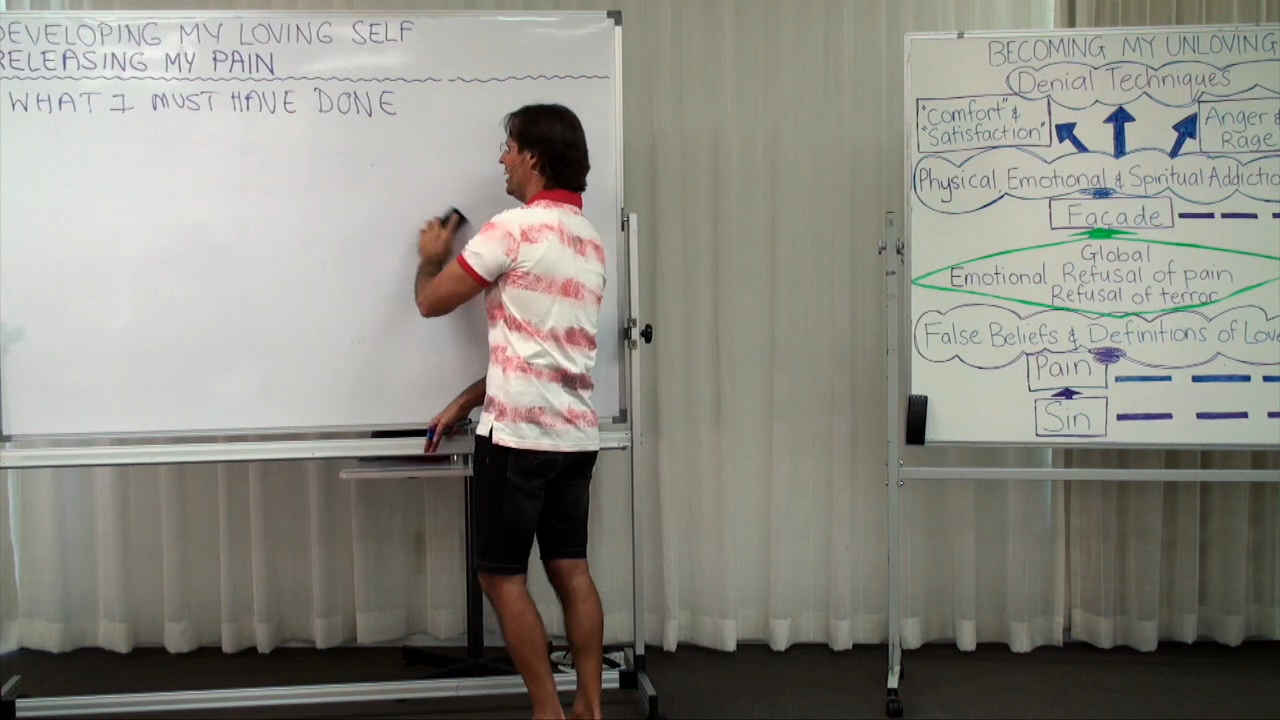 DEVELOPING MY LOVING SELF
RELEASING MY PAIN
WHAT I MUST HAVE DONE
BECOMING MY UNLOVING
Denial Techniques
"Comfort" &
"Satisfaction"
Anger &
Rage
Physical, Emotional & Spiritual Addictio
Façade
Global
Emotional Refusal of pain
Refusal of terror
False Beliefs & Definitions of Love
Pain
Sin